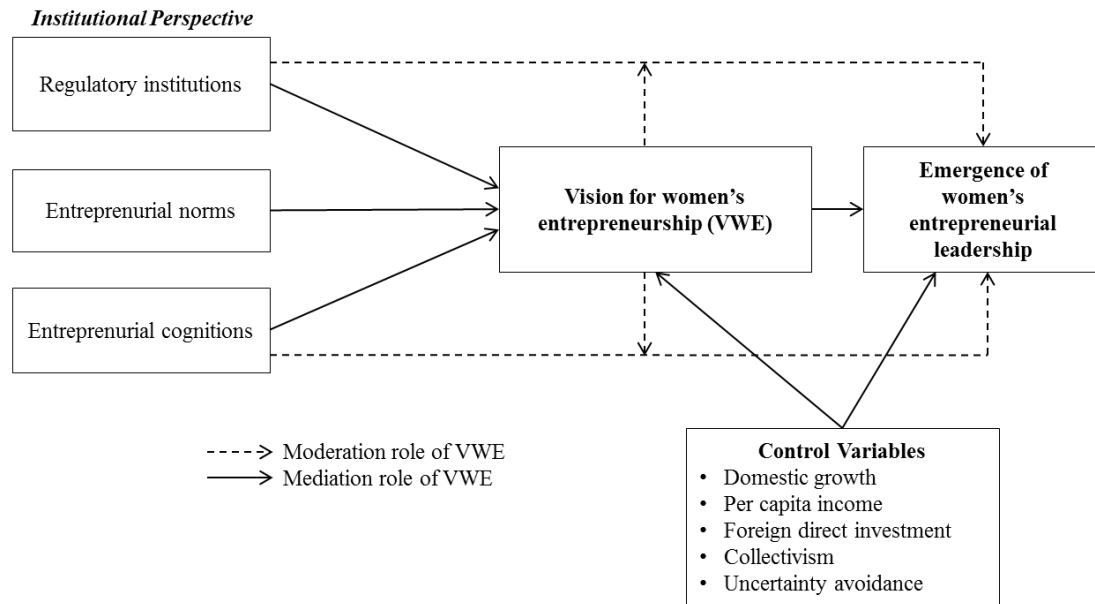 Institutional Perspective
Regulatory institutions
Entreprenurial norms
Entreprenurial cognitions
Vision for women’s
entrepreneurship (VWE)
Emergence of
women’s
entrepreneurial
leadership
Moderation role of VWE
Mediation role of VWE
Control Variables
• Domestic growth
• Per capita income
• Foreign direct investment
• Collectivism
• Uncertainty avoidance